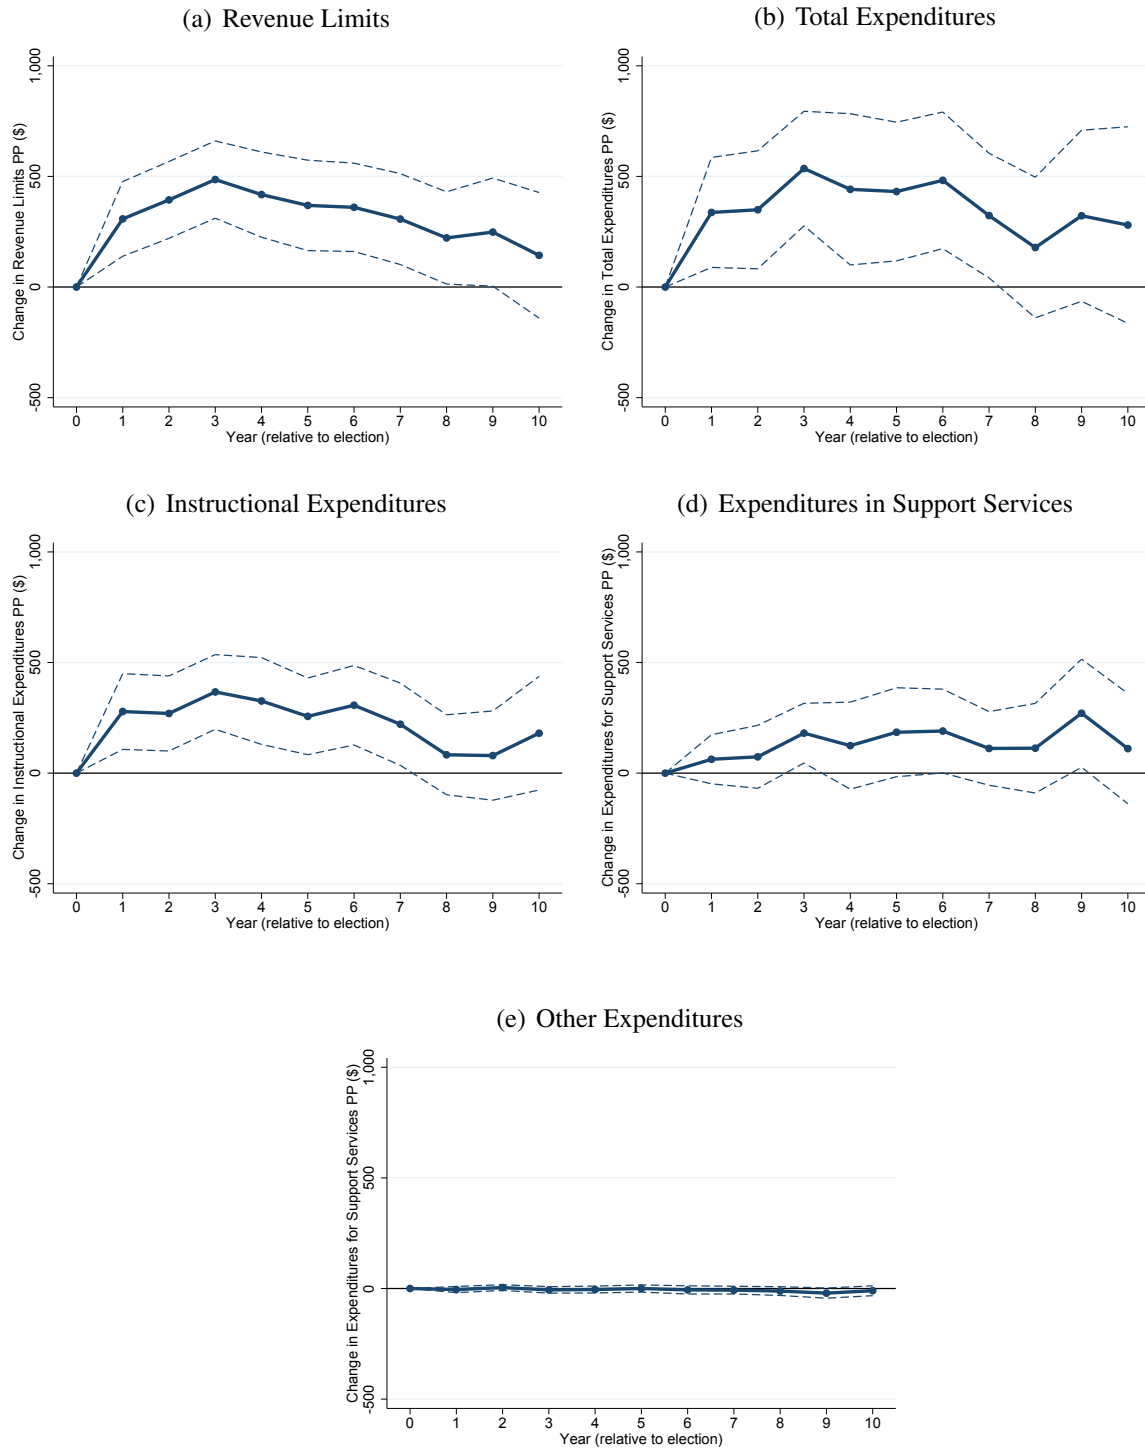 (a) Revenue Limits
Change in Revenue Limits PP ($)
1,000
500
0
-500
0 1 2 3 4 5 6 7 8 9 10
Year (relative to election)
(b) Total Expenditures
Change in Total Expenditures PP ($)
1,000
500
0
-500
0 1 2 3 4 5 6 7 8 9 10
Year (relative to election)
(c) Instructional Expenditures
Change in Instructional Expenditures PP ($)
1,000
500
0
-500
0 1 2 3 4 5 6 7 8 9 10
Year (relative to election)
(d) Expenditures in Support Services
Change in Expenditures for Support Services PP ($)
1,000
500
0
-500
0 1 2 3 4 5 6 7 8 9 10
Year (relative to election)
(e) Other Expenditures
Change in Expenditures for Support Services PP ($)
1,000
500
0
-500
0 1 2 3 4 5 6 7 8 9 10
Year (relative to election)